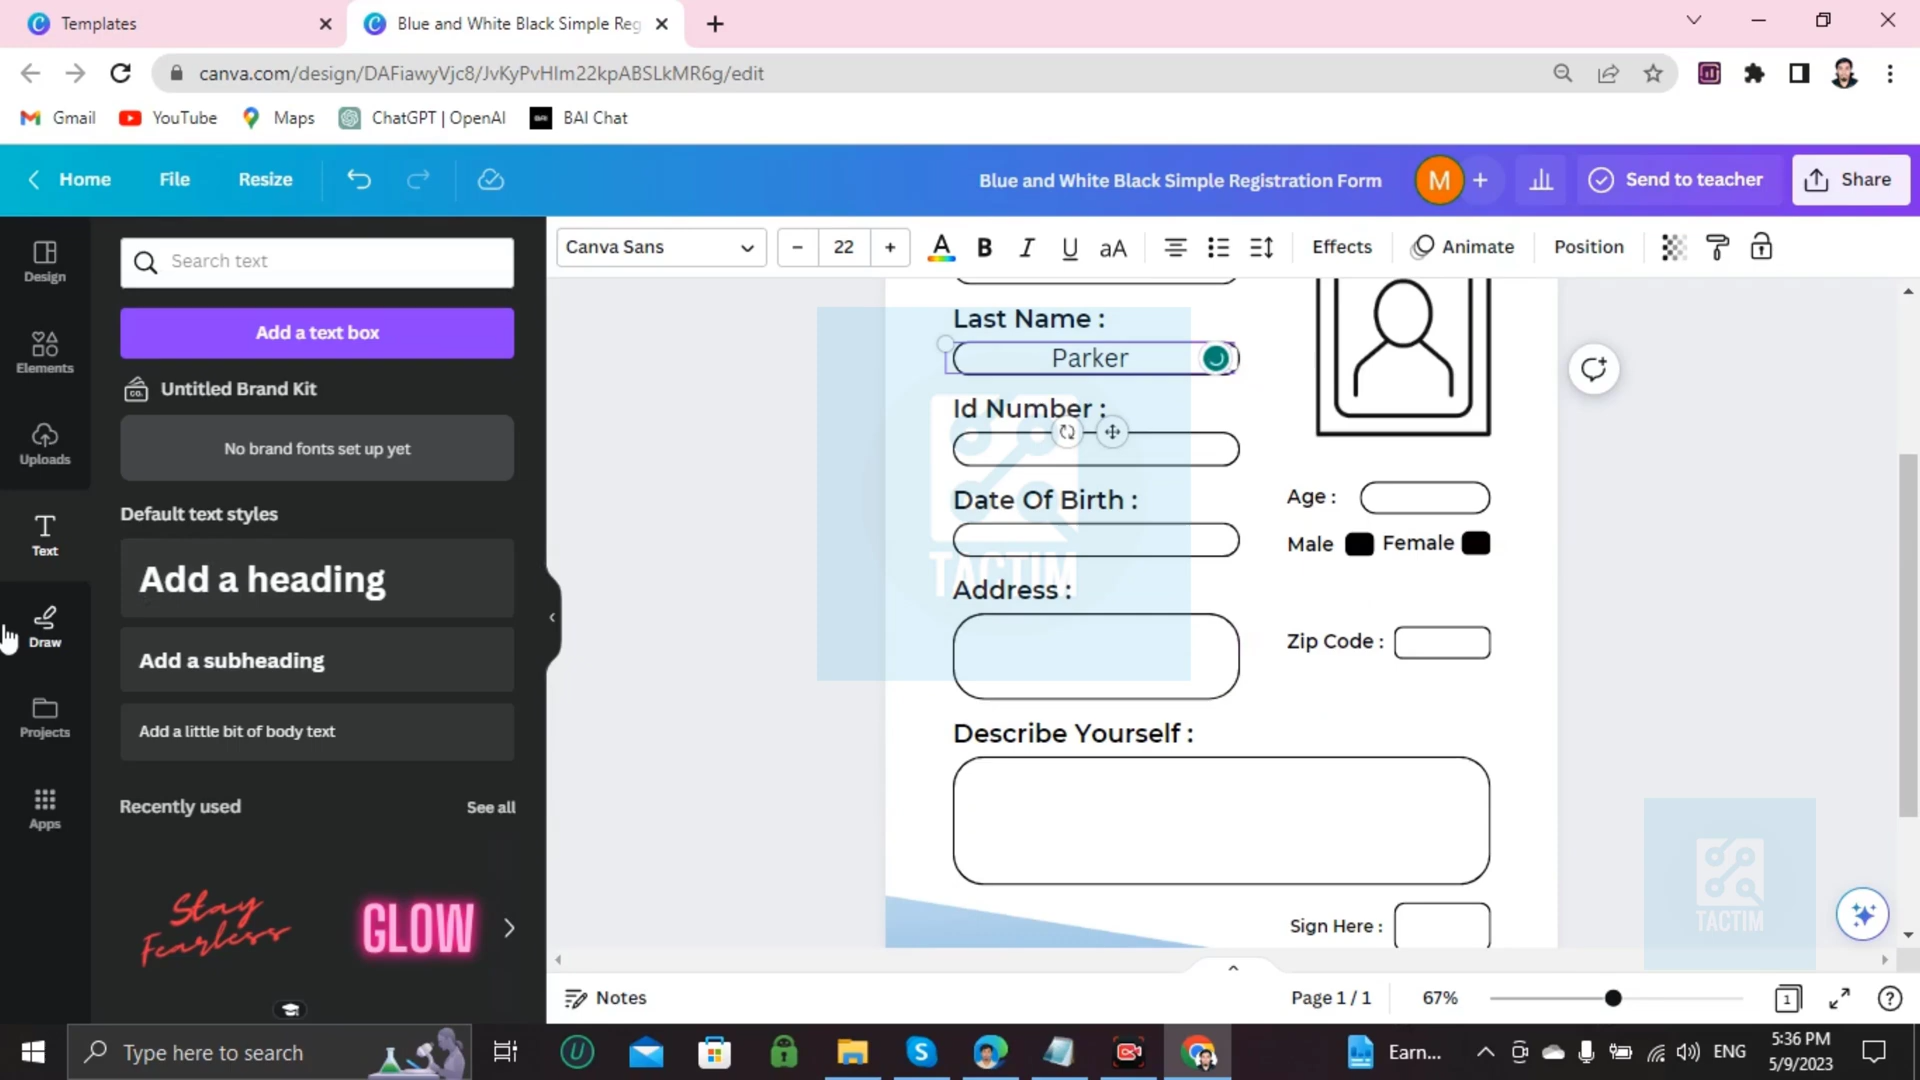 Templates
Blue and White Black Simple Reg
canva.com/design/DAFiawyVjc8/JvKyPvHIm22kpABSLkMR6g/edit
Gmail
YouTube
Maps
ChatGPT | OpenAI
BAI Chat
Home
File
Resize
Blue and White Black Simple Registration Form
M
Send to teacher
Share
Design
Elements
Uploads
Text
Draw
Projects
Apps
Search text
Add a text box
CO.
Untitled Brand Kit
No brand fonts set up yet
Default text styles
Add a heading
Add a subheading
Add a little bit of body text
Recently used
See all
Stay
Fearless
GLOW
Canva Sans
22
A
B
I
U
aA
Effects
Animate
Position
Last Name :
Parker
Id Number :
Date Of Birth :
Address :
TACTIM
Age :
Male
Female
Zip Code :
Describe Yourself :
Sign Here :
TACTIM
Notes
Page 1 / 1
67%
1
Type here to search
Earn...
ENG
5:36 PM
5/9/2023